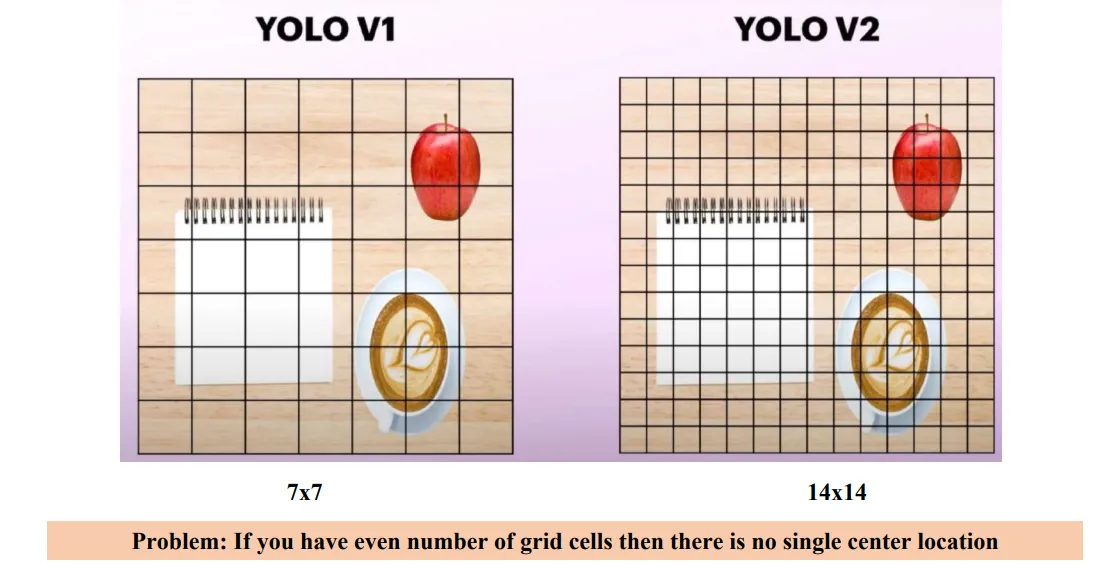 YOLO V1
YOLO V2
7x7
14x14
Problem: If you have even number of grid cells then there is no single center location